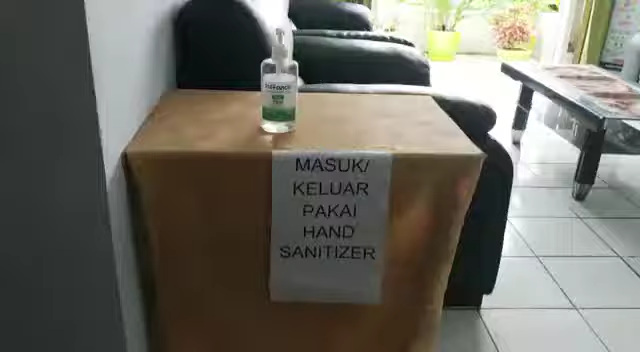 MASUK/
KELUAR
PAKAI
HAND
SANITIZER